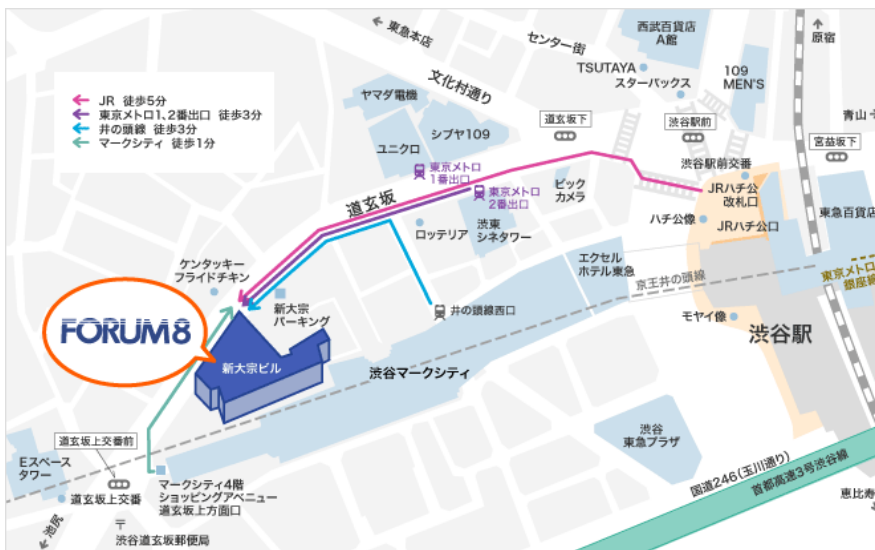 JR 徒歩5分
東京メトロ1、2番出口 徒歩3分
井の頭線 徒歩3分
マークシティ 徒歩1分
東急本店
センター街
西武百貨店
A館
原宿
TSUTAYA
スターバックス
109
MEN'S
文化村通り
ヤマダ電機
シブヤ109
ユニクロ
道玄坂下
渋谷駅前
青山
宮益坂下
渋谷駅前交番
東京メトロ
1番出口
東京メトロ
2番出口
ビック
カメラ
JRハチ公
改札口
ハチ公像
JRハチ公口
東急百貨店
道玄坂
ロッテリア
渋東
シネタワー
エクセル
ホテル東急
京王井の頭線
東京メトロ
銀座線
ケンタッキー
フライドチキン
新大宗
パーキング
井の頭線西口
モヤイ像
渋谷駅
FORUM8
新大宗ビル
渋谷マークシティ
渋谷
東急プラザ
道玄坂上交番前
Eスペース
タワー
道玄坂上交番
マークシティ4階
ショッピングアベニュー
道玄坂上方面口
国道246(玉川通り)
首都高速3号渋谷線
恵比寿
池尻
〒
渋谷道玄坂郵便局